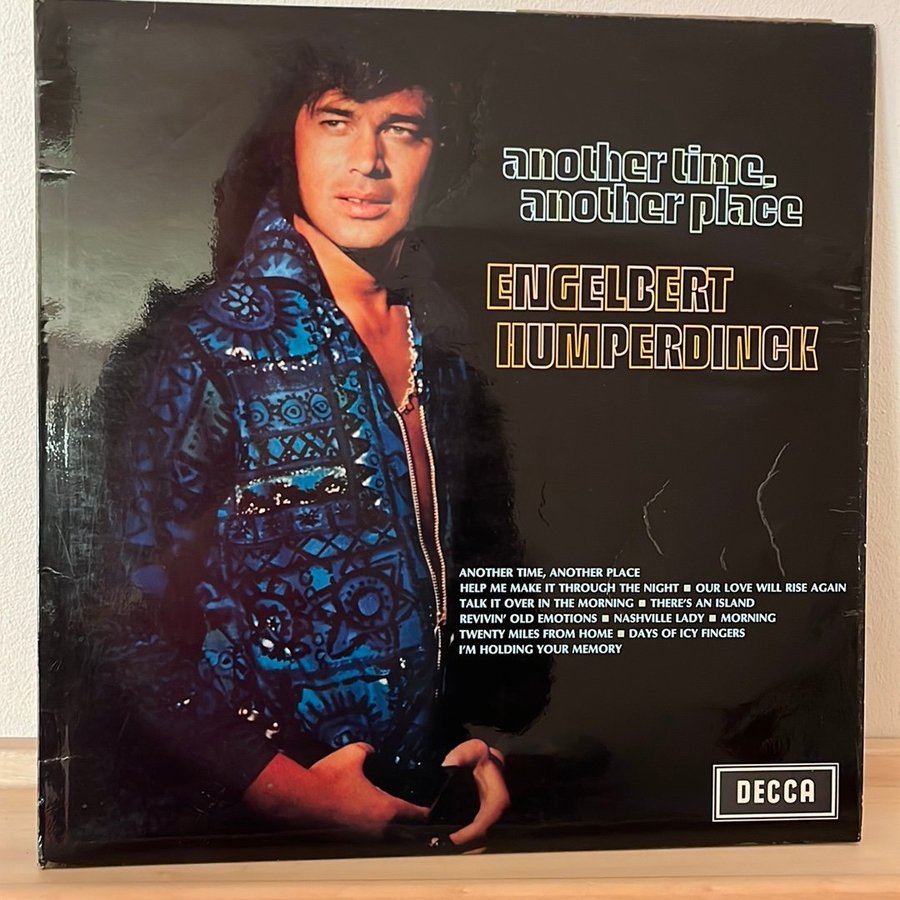 another time,
another place
ENGELBERT
HUMPERDINCK
ANOTHER TIME, ANOTHER PLACE
HELP ME MAKE IT THROUGH THE NIGHT ■ OUR LOVE WILL RISE AGAIN
TALK IT OVER IN THE MORNING ■ THERE'S AN ISLAND
REVIVIN' OLD EMOTIONS ■ NASHVILLE LADY ■ MORNING
TWENTY MILES FROM HOME ■ DAYS OF ICY FINGERS
I'M HOLDING YOUR MEMORY
DECCA